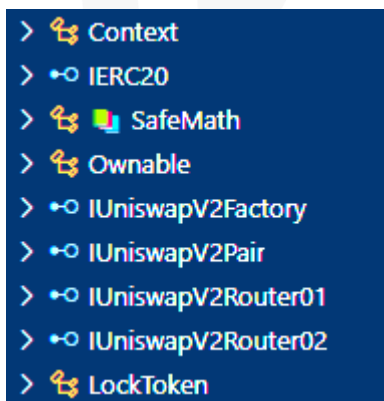 Context
IERC20
SafeMath
Ownable
IUniswapV2Factory
IUniswapV2Pair
IUniswapV2Router01
IUniswapV2Router02
LockToken